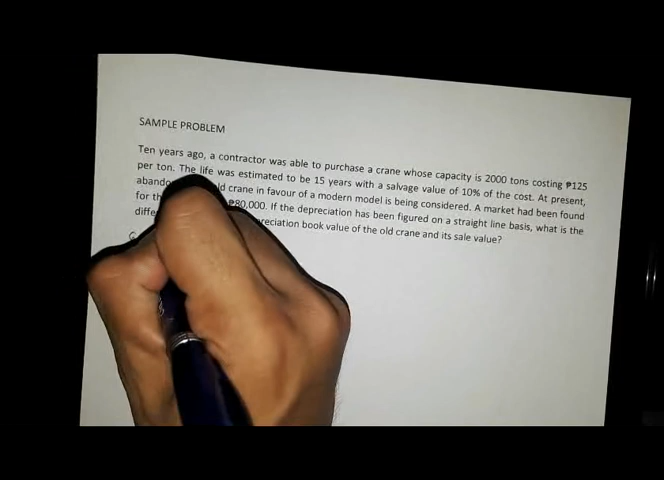 SAMPLE PROBLEM
Ten years ago, a contractor was able to purchase a crane whose capacity is 2000 tons costing ₱125
per ton. The life was estimated to be 15 years with a salvage value of 10% of the cost. At present,
crane in favour of a modern model is being considered. A market had been found
for ₱80,000. If the depreciation has been figured on a straight line basis, what is the
book value of the old crane and its sale value?